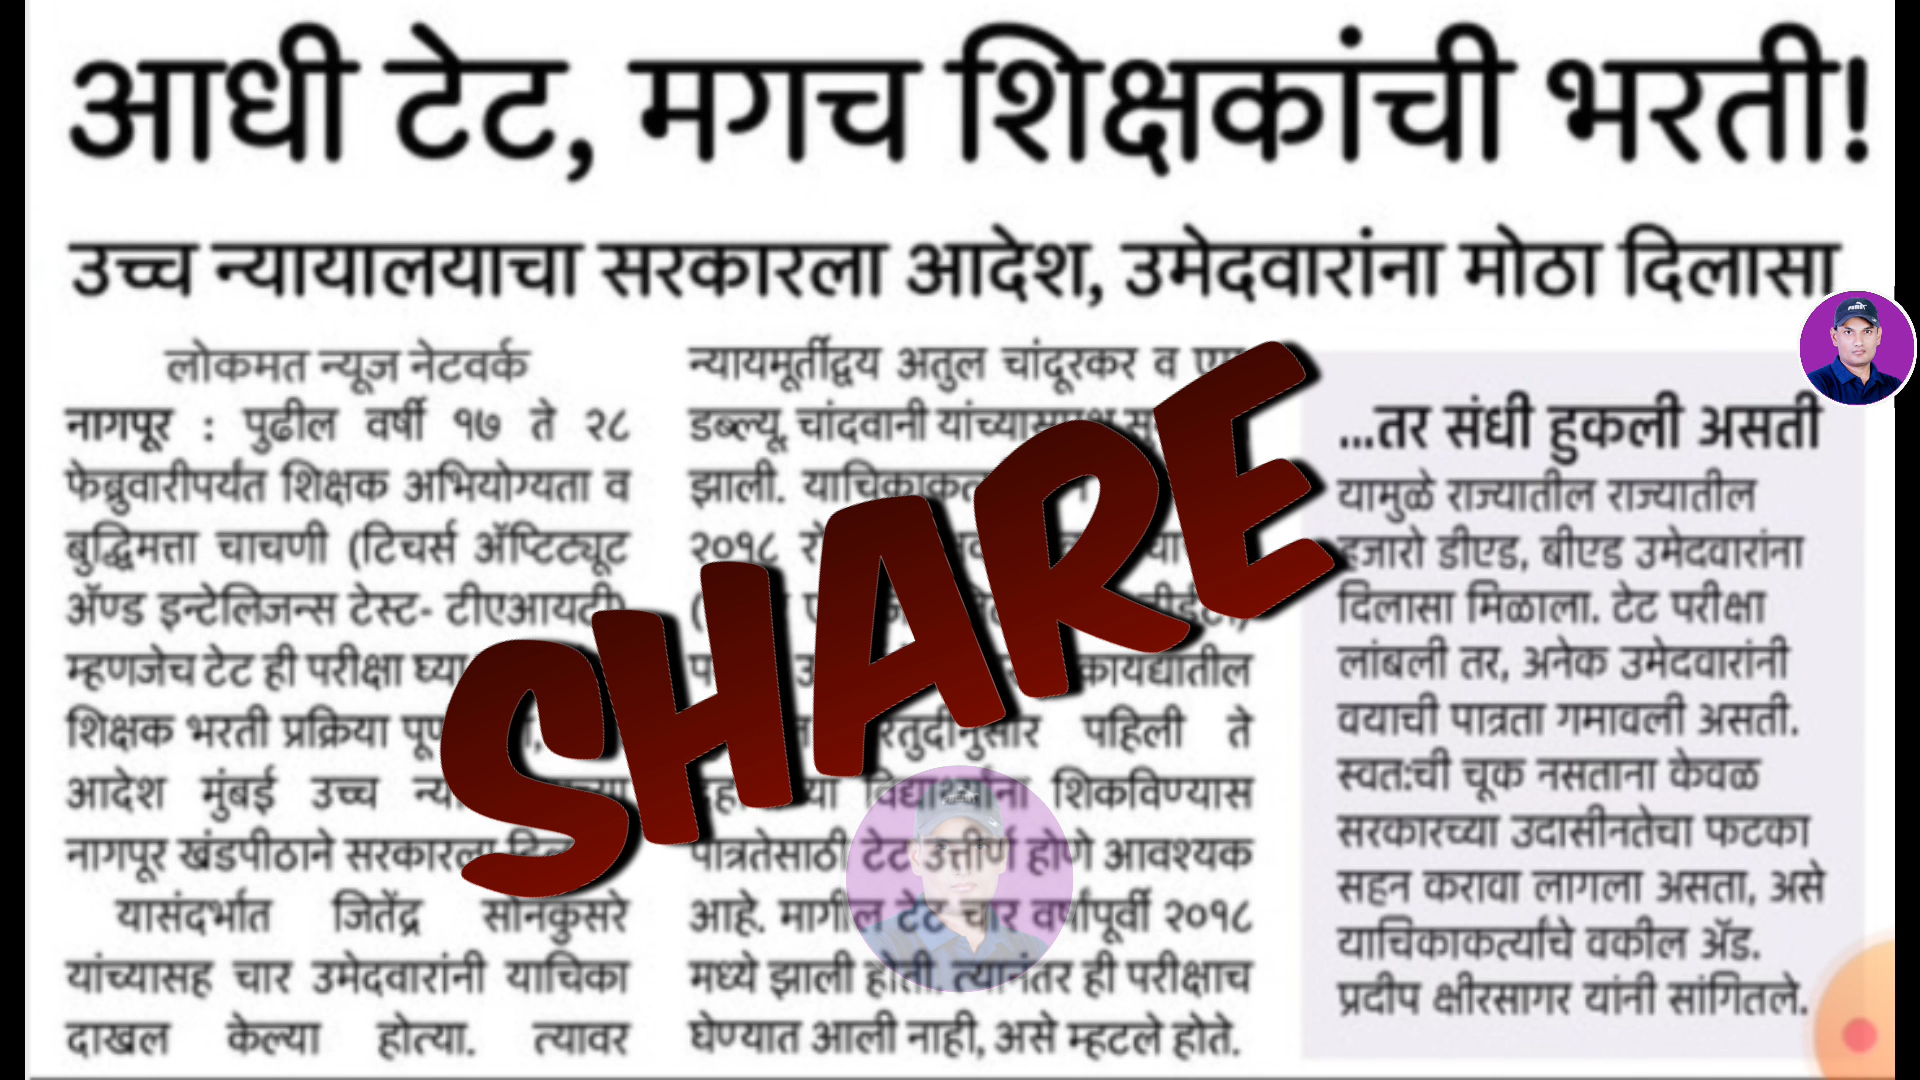 आधी टेट, मगच शिक्षकांची भरती!
उच्च न्यायालयाचा सरकारला आदेश, उमेदवारांना मोठा दिलासा
लोकमत न्यूज नेटवर्क
नागपूर : पुढील वर्षी १७ ते २८
फेब्रुवारीपर्यंत शिक्षक अभियोग्यता व
बुद्धिमत्ता चाचणी (टिचर्स ॲप्टिट्यूट
ॲण्ड इन्टेलिजन्स टेस्ट- टीएआयटी)
म्हणजेच टेट ही परीक्षा
शिक्षक भरती प्रक्रिया
आदेश मुंबई उच्च
नागपूर खंडपीठाने सरकारला
यासंदर्भात जितेंद्र सोनकुसरे
यांच्यासह चार उमेदवारांनी याचिका
दाखल केल्या होत्या. त्यावर
न्यायमूर्तीद्वय अतुल चांदूरकर व
डब्ल्यू. चांदवानी यांच्यासमक्ष
झाली.
२०१८
कायद्यातील
पहिली ते
शिकविण्यास
पात्रतेसाठी टेट उत्तीर्ण होणे आवश्यक
आहे. मागील टेट चार वर्षांपूर्वी २०१८
मध्ये झाली होती. त्यानंतर ही परीक्षाच
घेण्यात आली नाही, असे म्हटले होते.
SHARE
...तर संधी हुकली असती
यामुळे राज्यातील राज्यातील
हजारो डीएड, बीएड उमेदवारांना
दिलासा मिळाला. टेट परीक्षा
लांबली तर, अनेक उमेदवारांनी
वयाची पात्रता गमावली असती.
स्वत:ची चूक नसताना केवळ
सरकारच्या उदासीनतेचा फटका
सहन करावा लागला असता, असे
याचिकाकर्त्यांचे वकील ॲड.
प्रदीप क्षीरसागर यांनी सांगितले.